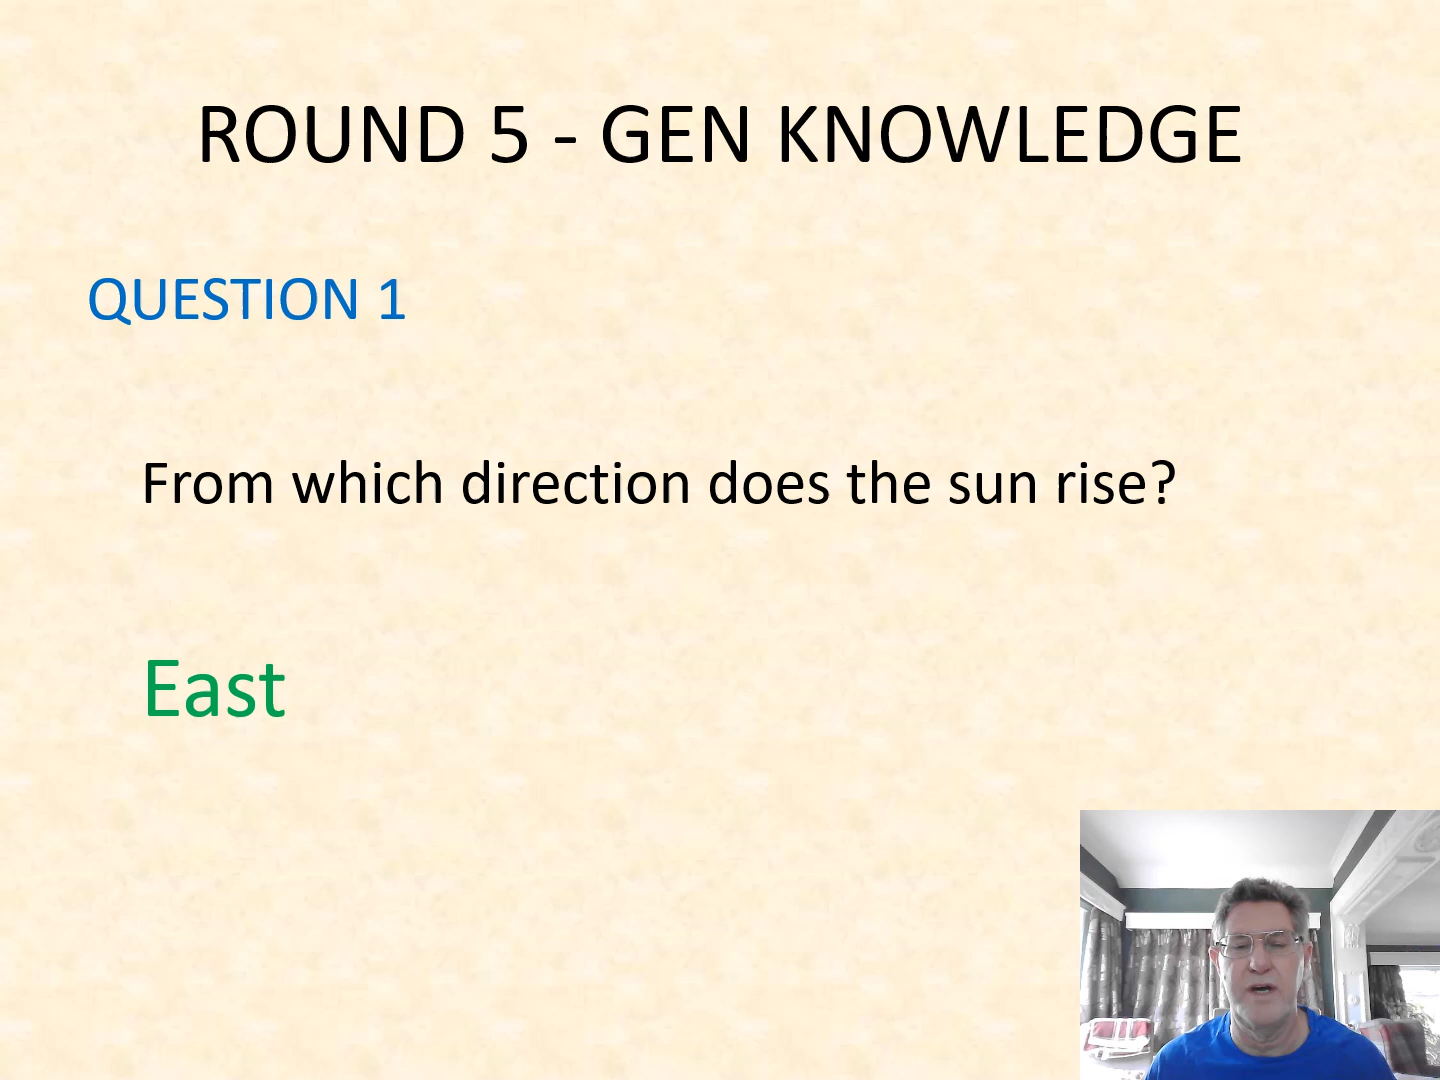 ROUND 5 - GEN KNOWLEDGE
QUESTION 1
From which direction does the sun rise?
East